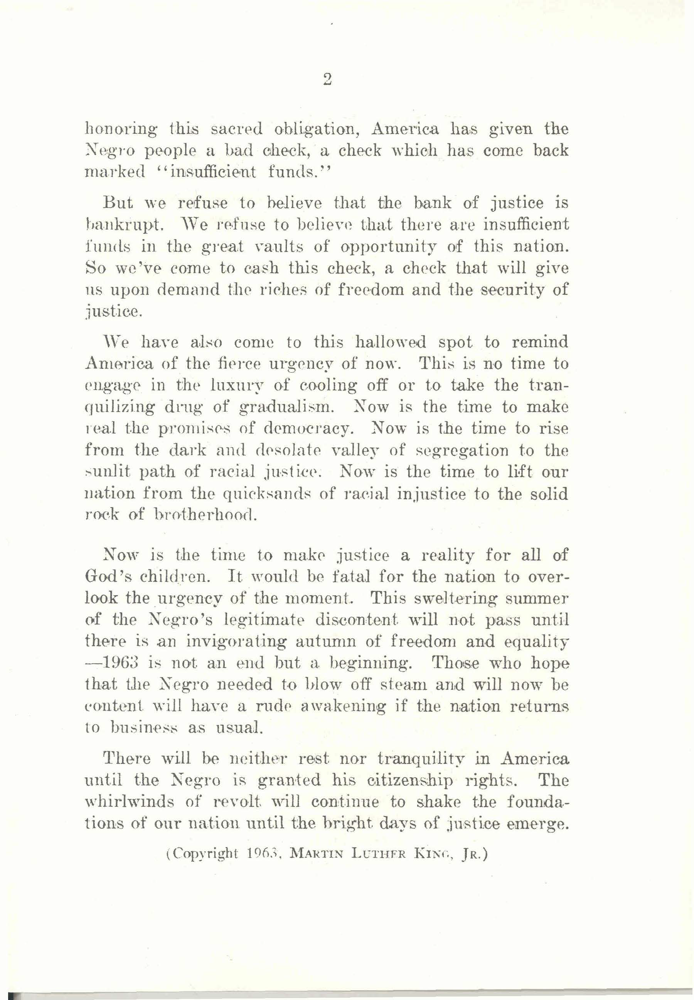 2
honoring this sacred obligation, America has given the
Negro people a bad check, a check which has come back
marked “insufficient funds.”
But we refuse to believe that the bank of justice is
bankrupt. We refuse to believe that there are insufficient
funds in the great vaults of opportunity of this nation.
So we've come to cash this check, a check that will give
us upon demand the riches of freedom and the security of
justice.
We have also come to this hallowed spot to remind
America of the fierce urgency of now. This is no time to
engage in the luxury of cooling off or to take the tran-
quilizing drug of gradualism. Now is the time to make
real the promises of democracy. Now is the time to rise
from the dark and desolate valley of segregation to the
sunlit path of racial justice. Now is the time to lift our
nation from the quicksands of racial injustice to the solid
rock of brotherhood.
Now is the time to make justice a reality for all of
God's children. It would be fatal for the nation to over-
look the urgency of the moment. This sweltering summer
of the Negro's legitimate discontent will not pass until
there is an invigorating autumn of freedom and equality
—1963 is not an end but a beginning. Those who hope
that the Negro needed to blow off steam and will now be
content will have a rude awakening if the nation returns
to business as usual.
There will be neither rest nor tranquility in America
until the Negro is granted his citizenship rights. The
whirlwinds of revolt will continue to shake the founda-
tions of our nation until the bright days of justice emerge.
(Copyright 1963, MARTIN LUTHER KING, JR.)